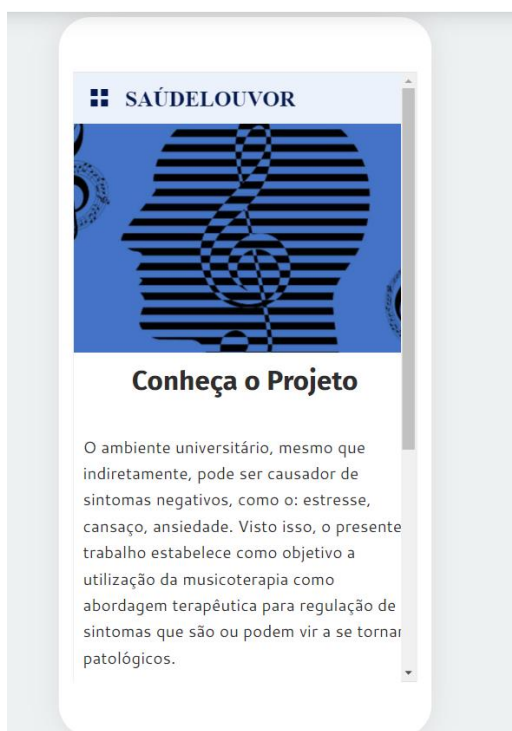 SAÚDELOUVOR
Conheça o Projeto
O ambiente universitário, mesmo que
indiretamente, pode ser causador de
sintomas negativos, como o: estresse,
cansaço, ansiedade. Visto isso, o presente
trabalho estabelece como objetivo a
utilização da musicoterapia como
abordagem terapêutica para regulação de
sintomas que são ou podem vir a se tornar
patológicos.